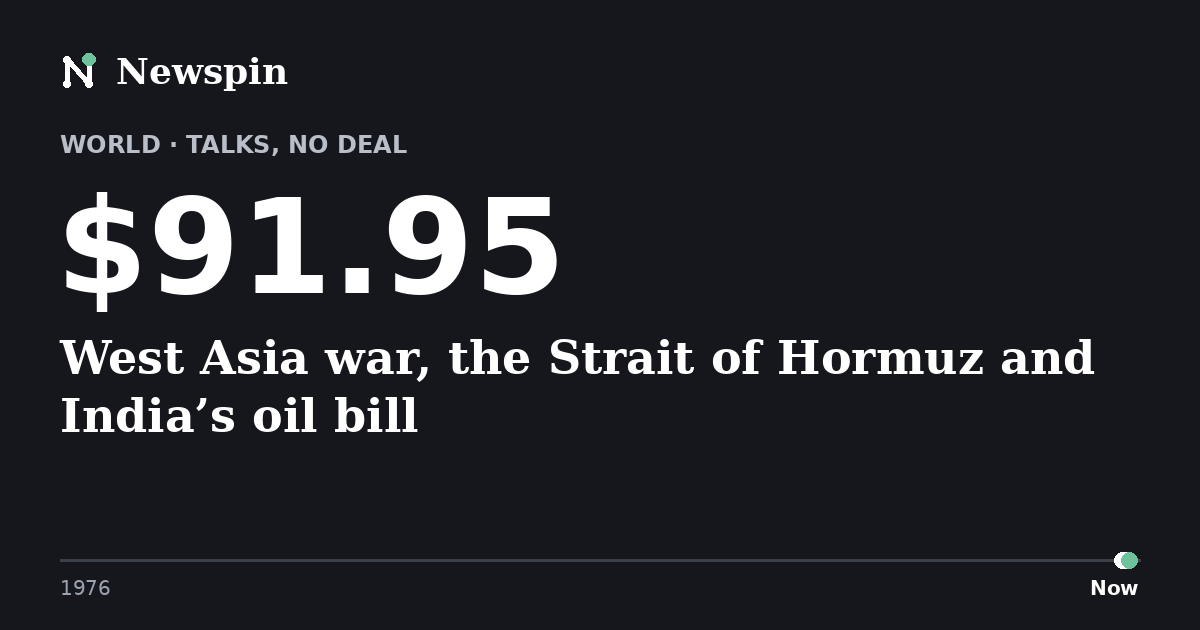 Newspin
WORLD · TALKS, NO DEAL
$91.95
West Asia war, the Strait of Hormuz and
India’s oil bill
1976
Now